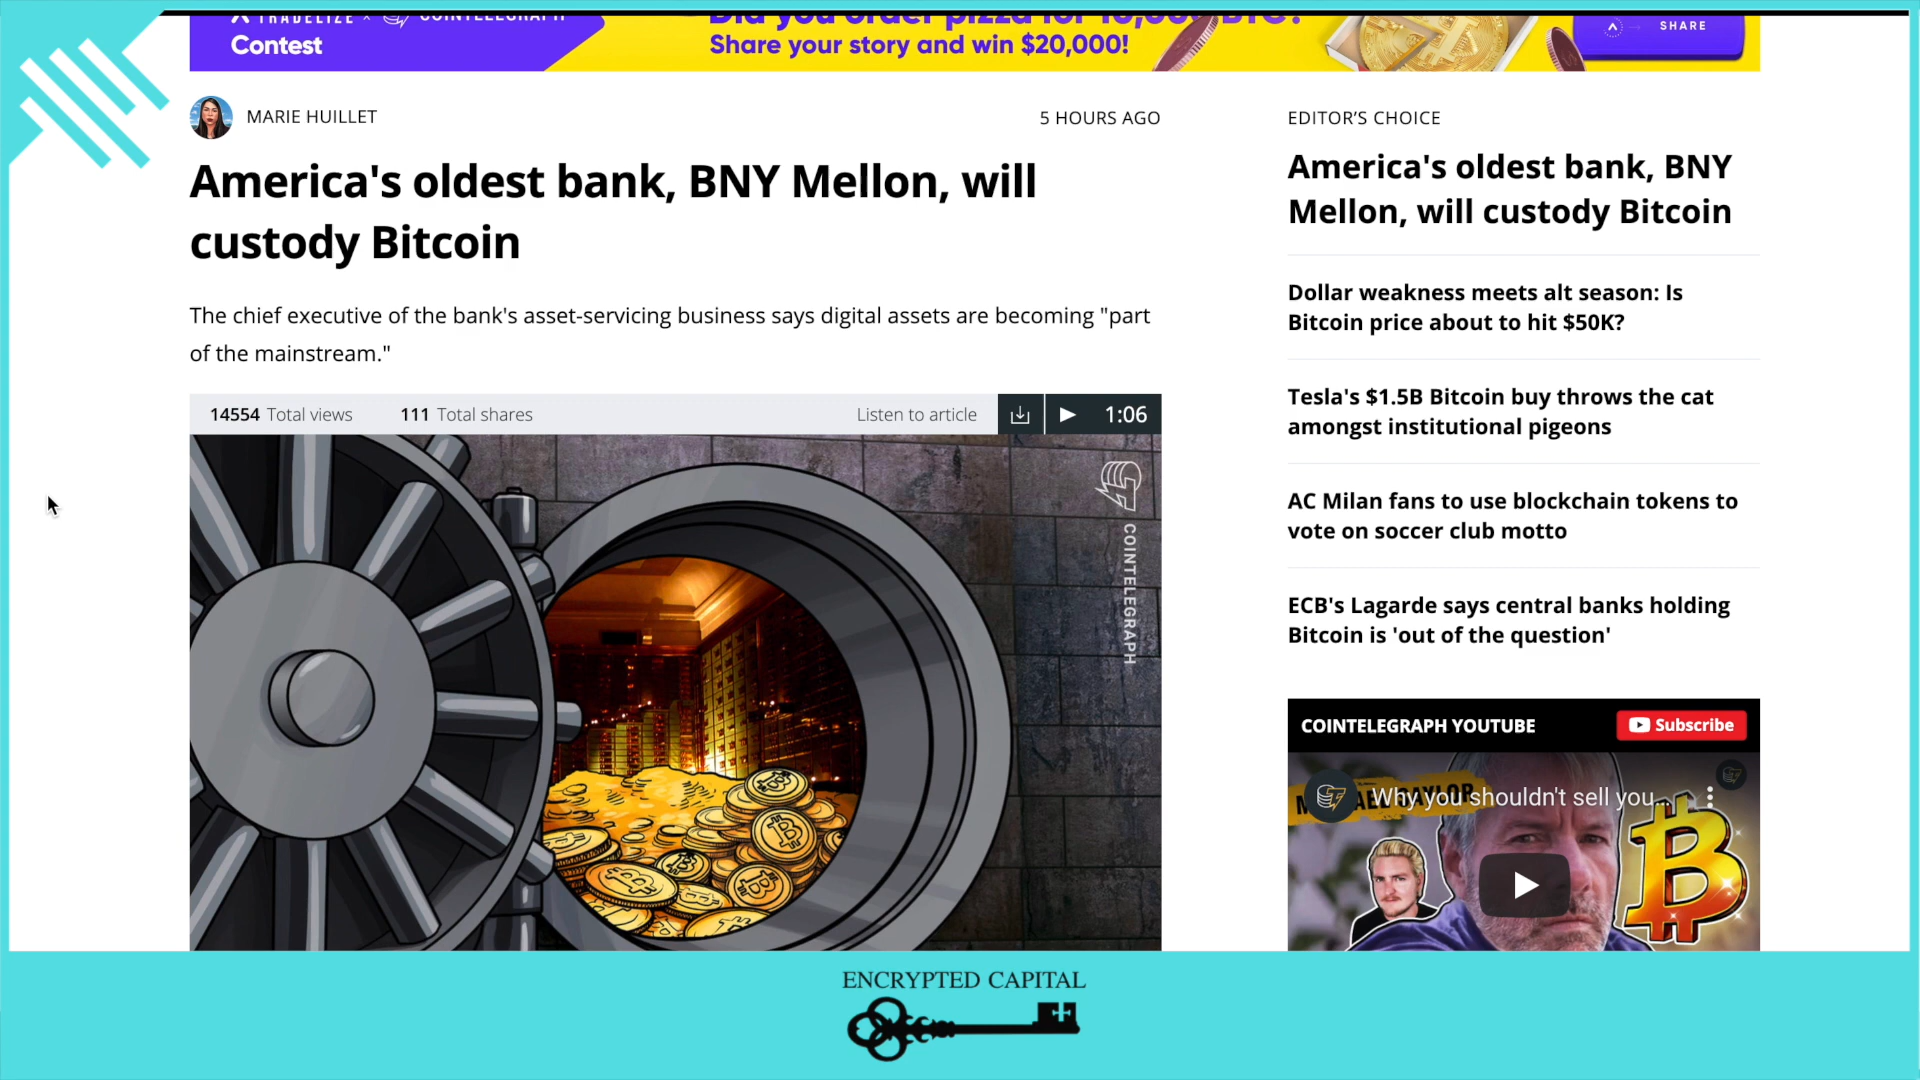 TRADELIZE × COINTELEGRAPH
Contest
Did you order pizza for 10,000 BTC?
Share your story and win $20,000!
SHARE
MARIE HUILLET
5 HOURS AGO
America's oldest bank, BNY Mellon, will
custody Bitcoin
The chief executive of the bank's asset-servicing business says digital assets are becoming "part
of the mainstream."
14554 Total views
111 Total shares
Listen to article
1:06
COINTELEGRAPH
EDITOR’S CHOICE
America's oldest bank, BNY
Mellon, will custody Bitcoin
Dollar weakness meets alt season: Is
Bitcoin price about to hit $50K?
Tesla's $1.5B Bitcoin buy throws the cat
amongst institutional pigeons
AC Milan fans to use blockchain tokens to
vote on soccer club motto
ECB's Lagarde says central banks holding
Bitcoin is 'out of the question'
COINTELEGRAPH YOUTUBE
Subscribe
Why you shouldn't sell you...
ENCRYPTED CAPITAL